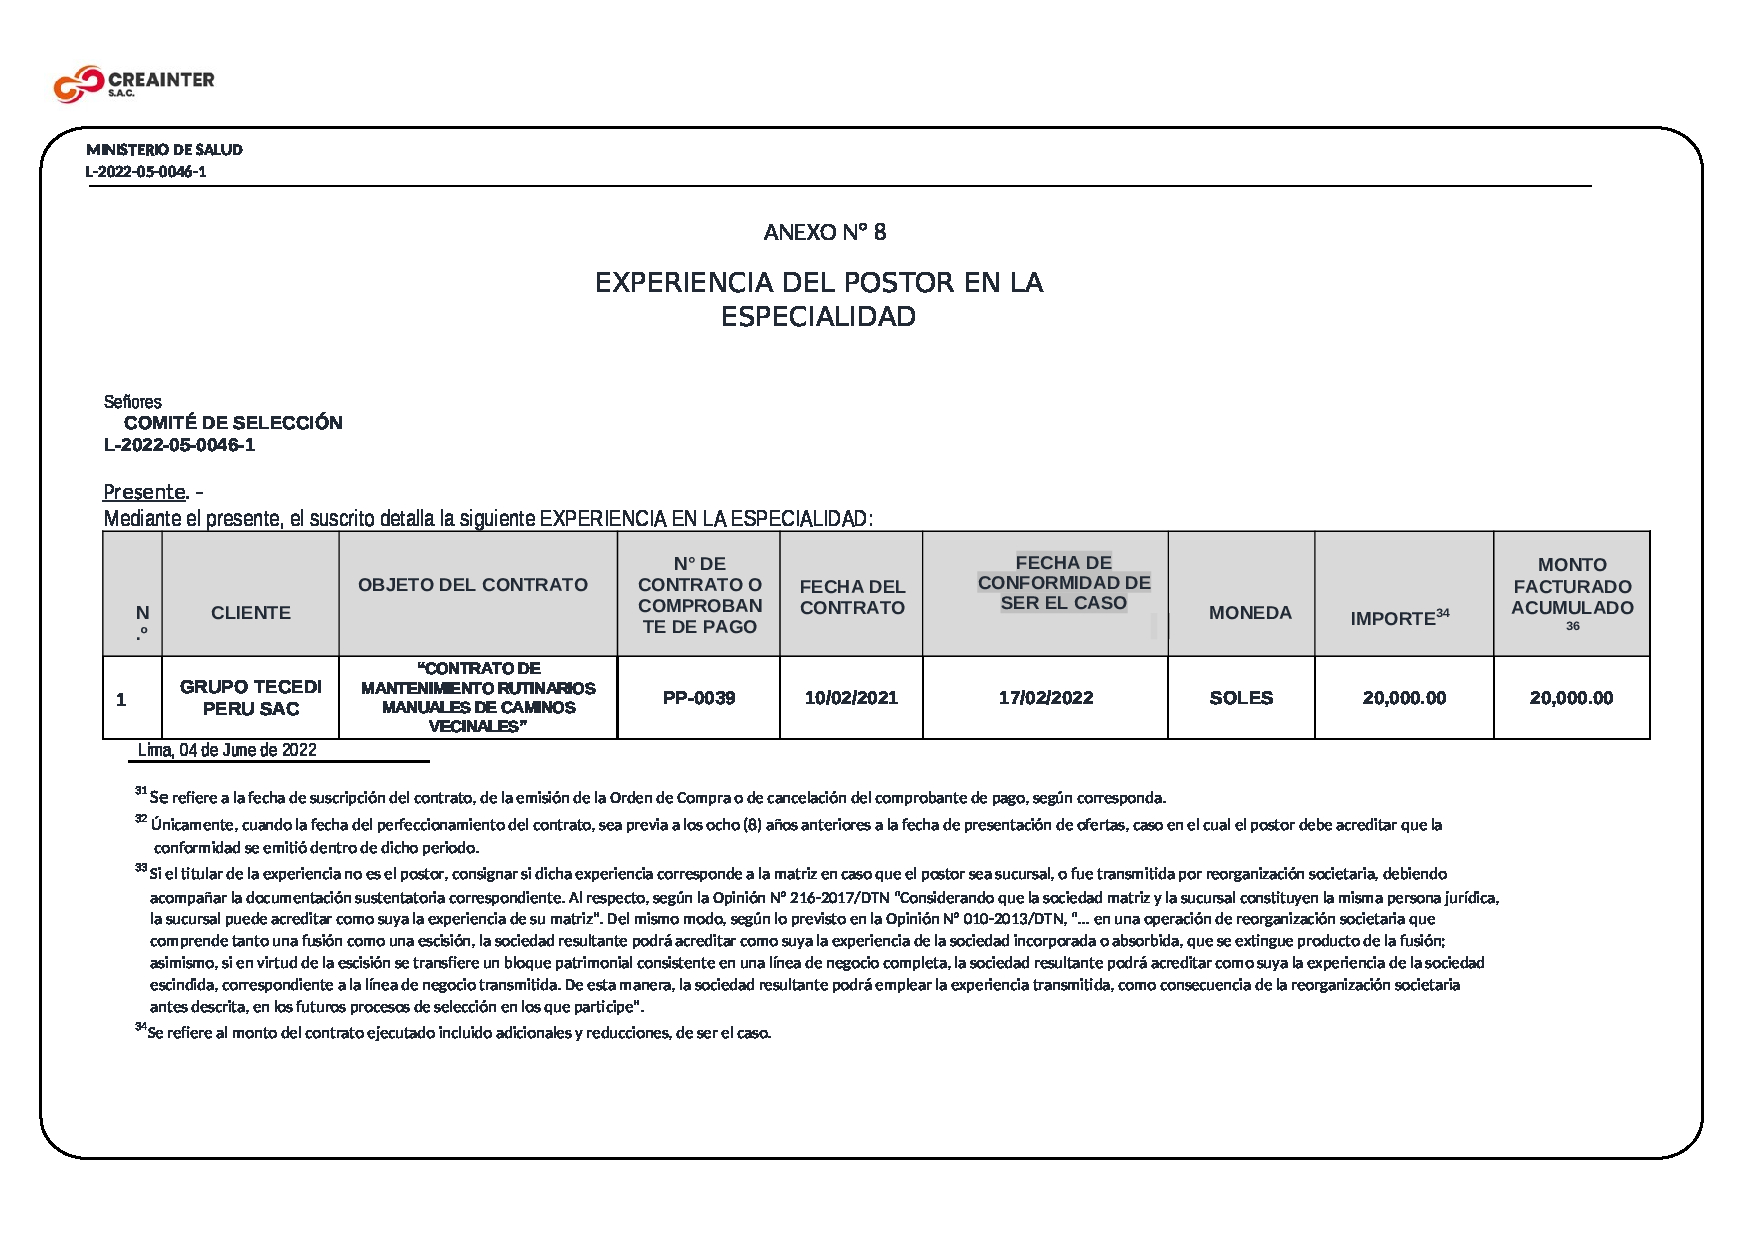 CREAINTER
S.A.C.
MINISTERIO DE SALUD
L-2022-05-0046-1
ANEXO Nº 8
EXPERIENCIA DEL POSTOR EN LA
ESPECIALIDAD
Señores
COMITÉ DE SELECCIÓN
L-2022-05-0046-1
Presente. -
Mediante el presente, el suscrito detalla la siguiente EXPERIENCIA EN LA ESPECIALIDAD:
N
.º
CLIENTE
OBJETO DEL CONTRATO
N° DE
CONTRATO O
COMPROBAN
TE DE PAGO
FECHA DEL
CONTRATO
FECHA DE
CONFORMIDAD DE
SER EL CASO
MONEDA
IMPORTE34
MONTO
FACTURADO
ACUMULADO
36
1
GRUPO TECEDI
PERU SAC
“CONTRATO DE
MANTENIMIENTO RUTINARIOS
MANUALES DE CAMINOS
VECINALES”
PP-0039
10/02/2021
17/02/2022
SOLES
20,000.00
20,000.00
Lima, 04 de June de 2022
31 Se refiere a la fecha de suscripción del contrato, de la emisión de la Orden de Compra o de cancelación del comprobante de pago, según corresponda.
32 Únicamente, cuando la fecha del perfeccionamiento del contrato, sea previa a los ocho (8) años anteriores a la fecha de presentación de ofertas, caso en el cual el postor debe acreditar que la
conformidad se emitió dentro de dicho periodo.
33 Si el titular de la experiencia no es el postor, consignar si dicha experiencia corresponde a la matriz en caso que el postor sea sucursal, o fue transmitida por reorganización societaria, debiendo
acompañar la documentación sustentatoria correspondiente. Al respecto, según la Opinión Nº 216-2017/DTN "Considerando que la sociedad matriz y la sucursal constituyen la misma persona jurídica,
la sucursal puede acreditar como suya la experiencia de su matriz". Del mismo modo, según lo previsto en la Opinión Nº 010-2013/DTN, "... en una operación de reorganización societaria que
comprende tanto una fusión como una escisión, la sociedad resultante podrá acreditar como suya la experiencia de la sociedad incorporada o absorbida, que se extingue producto de la fusión;
asimismo, si en virtud de la escisión se transfiere un bloque patrimonial consistente en una línea de negocio completa, la sociedad resultante podrá acreditar como suya la experiencia de la sociedad
escindida, correspondiente a la línea de negocio transmitida. De esta manera, la sociedad resultante podrá emplear la experiencia transmitida, como consecuencia de la reorganización societaria
antes descrita, en los futuros procesos de selección en los que participe".
34Se refiere al monto del contrato ejecutado incluido adicionales y reducciones, de ser el caso.